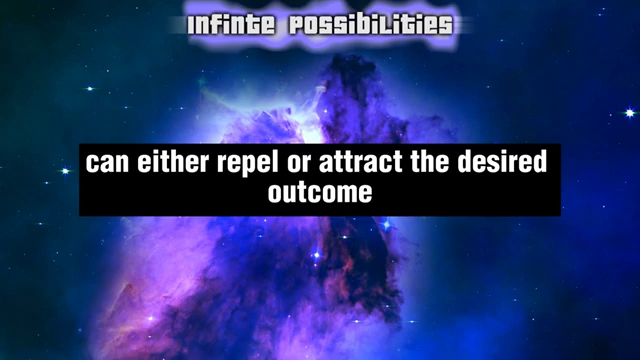 Infinte Possibilities
can either repel or attract the desired
outcome